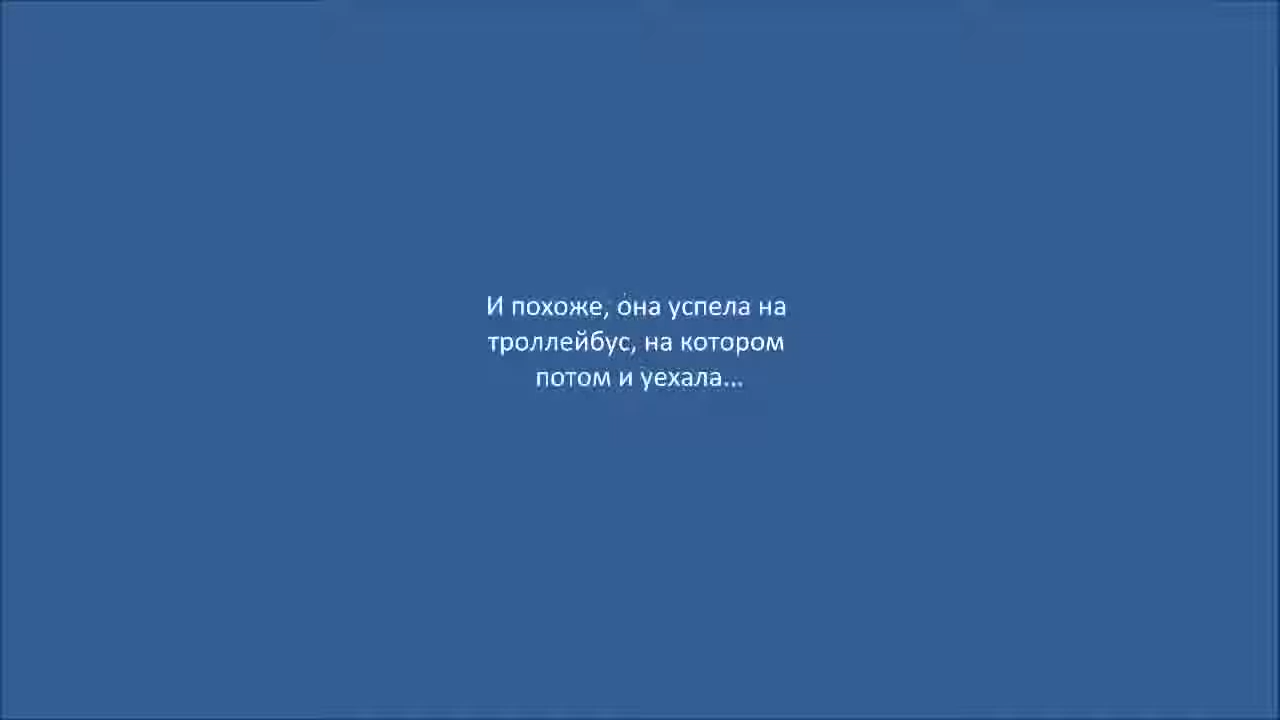 И похоже, она успела на
троллейбус, на котором
потом и уехала...